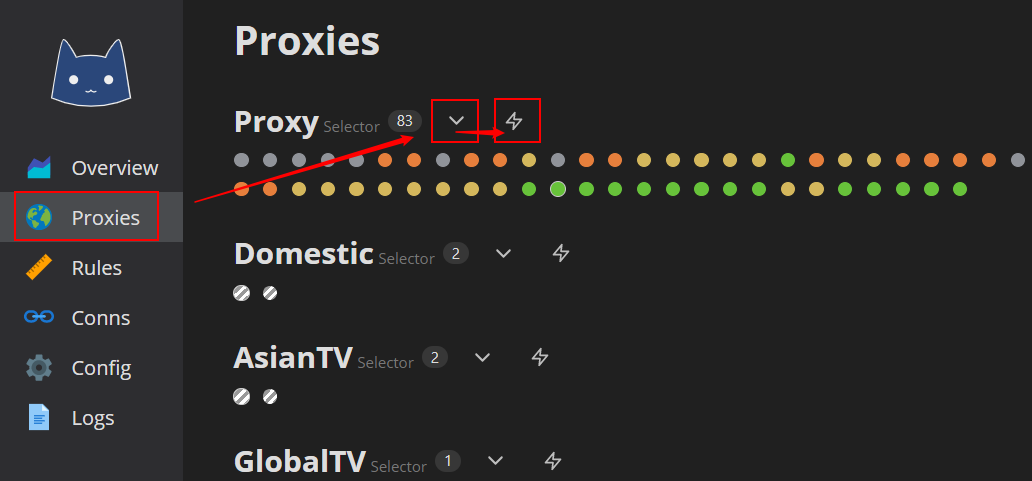 Proxies
Proxy Selector 83
Overview
Proxies
Rules
Conns
Config
Logs
Domestic Selector 2
AsianTV Selector 2
GlobalTV Selector 1